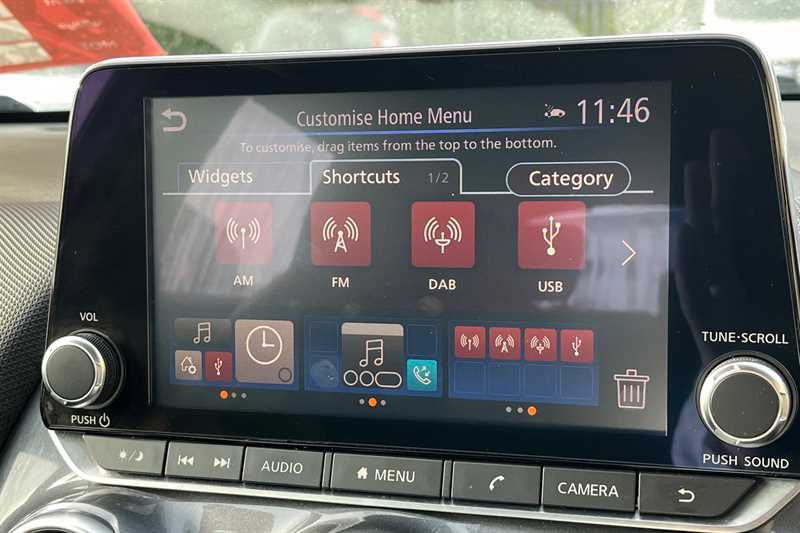 Customise Home Menu 11:46
To customise, drag items from the top to the bottom.
Widgets Shortcuts 1/2 Category
AM FM DAB USB
VOL
PUSH
TUNE·SCROLL
PUSH SOUND
AUDIO MENU CAMERA